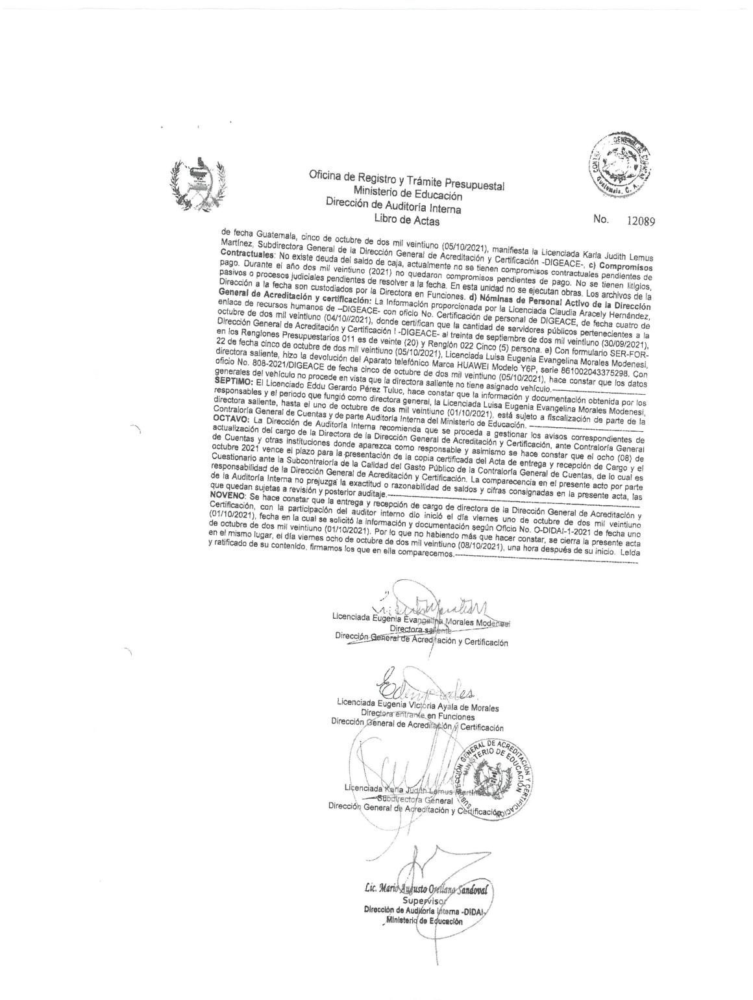 CONTRALORÍA GENERAL DE CUENTAS
Guatemala, C. A.
Oficina de Registro y Trámite Presupuestal
Ministerio de Educación
Dirección de Auditoría Interna
Libro de Actas
No. 12089
de fecha Guatemala, cinco de octubre de dos mil veintiuno (05/10/2021), manifiesta la Licenciada Karla Judith Lemus
Martínez, Subdirectora General de la Dirección General de Acreditación y Certificación -DIGEACE-, c) Compromisos
Contractuales: No existe deuda del saldo de caja, actualmente no se tienen compromisos contractuales pendientes de
pago. Durante el año dos mil veintiuno (2021) no quedaron compromisos pendientes de pago. No se tienen litigios,
pasivos o procesos judiciales pendientes de resolver a la fecha. En esta unidad no se ejecutan obras. Los archivos de la
Dirección a la fecha son custodiados por la Directora en Funciones. d) Nóminas de Personal Activo de la Dirección
General de Acreditación y certificación: La Información proporcionada por la Licenciada Claudia Aracely Hernández,
enlace de recursos humanos de –DIGEACE- con oficio No. Certificación de personal de DIGEACE, de fecha cuatro de
octubre de dos mil veintiuno (04/10//2021), donde certifican que la cantidad de servidores públicos pertenecientes a la
Dirección General de Acreditación y Certificación I -DIGEACE- al treinta de septiembre de dos mil veintiuno (30/09/2021),
en los Renglones Presupuestarios 011 es de veinte (20) y Renglón 022 Cinco (5) persona. e) Con formulario SER-FOR-
22 de fecha cinco de octubre de dos mil veintiuno (05/10/2021), Licenciada Luisa Eugenia Evangelina Morales Modenesi,
directora saliente, hizo la devolución del Aparato telefónico Marca HUAWEI Modelo Y6P, serie 861002043375298. Con
oficio No. 808-2021/DIGEACE de fecha cinco de octubre de dos mil veintiuno (05/10/2021), hace constar que los datos
generales del vehículo no procede en vista que la directora saliente no tiene asignado vehículo.------------------------
SEPTIMO: El Licenciado Eddu Gerardo Pérez Tuluc, hace constar que la información y documentación obtenida por los
responsables y el periodo que fungió como directora general, la Licenciada Luisa Eugenia Evangelina Morales Modenesi,
directora saliente, hasta el uno de octubre de dos mil veintiuno (01/10/2021), está sujeto a fiscalización de parte de la
Contraloría General de Cuentas y de parte Auditoría Interna del Ministerio de Educación. ------------------------
OCTAVO: La Dirección de Auditoría Interna recomienda que se proceda a gestionar los avisos correspondientes de
actualización del cargo de la Directora de la Dirección General de Acreditación y Certificación, ante Contraloría General
de Cuentas y otras instituciones donde aparezca como responsable y asimismo se hace constar que el ocho (08) de
octubre 2021 vence el plazo para la presentación de la copia certificada del Acta de entrega y recepción de Cargo y el
Cuestionario ante la Subcontraloría de la Calidad del Gasto Público de la Contraloría General de Cuentas, de lo cual es
responsabilidad de la Dirección General de Acreditación y Certificación. La comparecencia en el presente acto por parte
de la Auditoría Interna no prejuzga la exactitud o razonabilidad de saldos y cifras consignadas en la presente acta, las
que quedan sujetas a revisión y posterior auditaje.------------------------
NOVENO: Se hace constar que la entrega y recepción de cargo de directora de la Dirección General de Acreditación y
Certificación, con la participación del auditor interno dio inició el día viernes uno de octubre de dos mil veintiuno
(01/10/2021), fecha en la cual se solicitó la información y documentación según Oficio No. O-DIDAI-1-2021 de fecha uno
de octubre de dos mil veintiuno (01/10/2021). Por lo que no habiendo más que hacer constar, se cierra la presente acta
en el mismo lugar, el día viernes ocho de octubre de dos mil veintiuno (08/10/2021), una hora después de su inicio. Leída
y ratificado de su contenido, firmamos los que en ella comparecemos.------------------------
Licenciada Eugenia Evangelina Morales Modenesi
Directora saliente
Dirección General de Acreditación y Certificación
Licenciada Eugenia Victoria Ayala de Morales
Directora entrante en Funciones
Dirección General de Acreditación y Certificación
Licenciada Karla Judith Lemus Martínez
Subdirectora General
Dirección General de Acreditación y Certificación
SUBDIRECCIÓN GENERAL DE ACREDITACIÓN Y CERTIFICACIÓN
MINISTERIO DE EDUCACIÓN
Lic. Mario Augusto Orellana Sandoval
Supervisor
Dirección de Auditoría Interna -DIDAI-
Ministerio de Educación